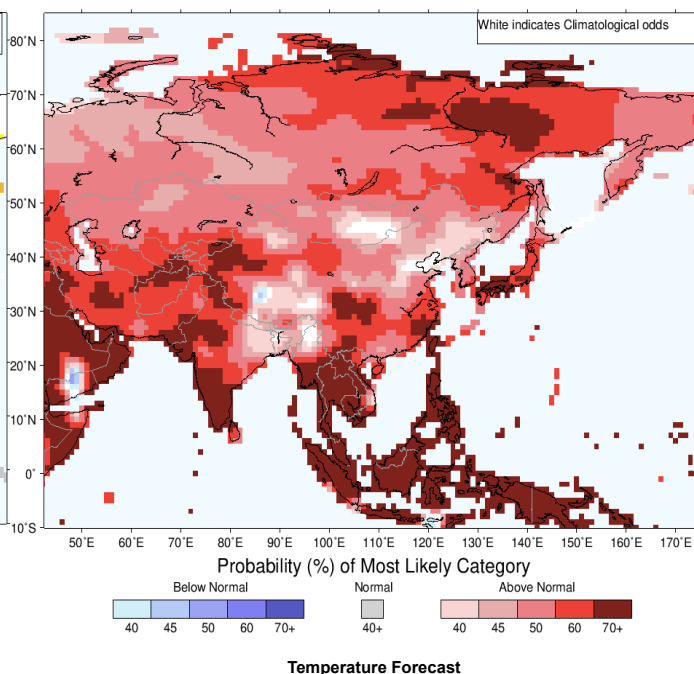 White indicates Climatological odds
80˚N
70˚N
60˚N
50˚N
40˚N
30˚N
20˚N
10˚N
0˚
10˚S
50˚E 60˚E 70˚E 80˚E 90˚E 100˚E 110˚E 120˚E 130˚E 140˚E 150˚E 160˚E 170˚E
Probability (%) of Most Likely Category
Below Normal Normal Above Normal
40 45 50 60 70+ 40+ 40 45 50 60 70+
Temperature Forecast